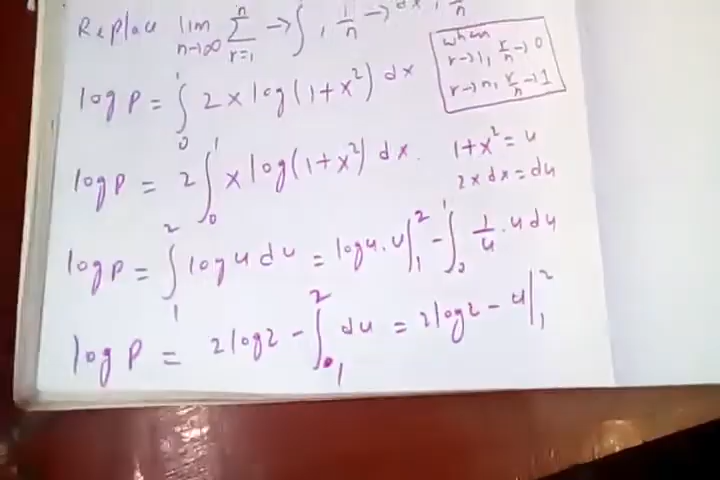 Replace lim n→∞ n Σ r=1 → ∫, 1/n → dx, r/n
when
r→1, r/n→0
r→n, r/n→1
log p = ∫₀¹ 2x log(1+x²) dx
log p = 2∫₀¹ x log(1+x²) dx.
1+x² = u
2x dx = du
log p = ∫₁² log u du = log u. u|₁² - ∫₀¹ 1/u . u du
log p = 2 log 2 - ∫₁² du = 2 log 2 - u|₁²